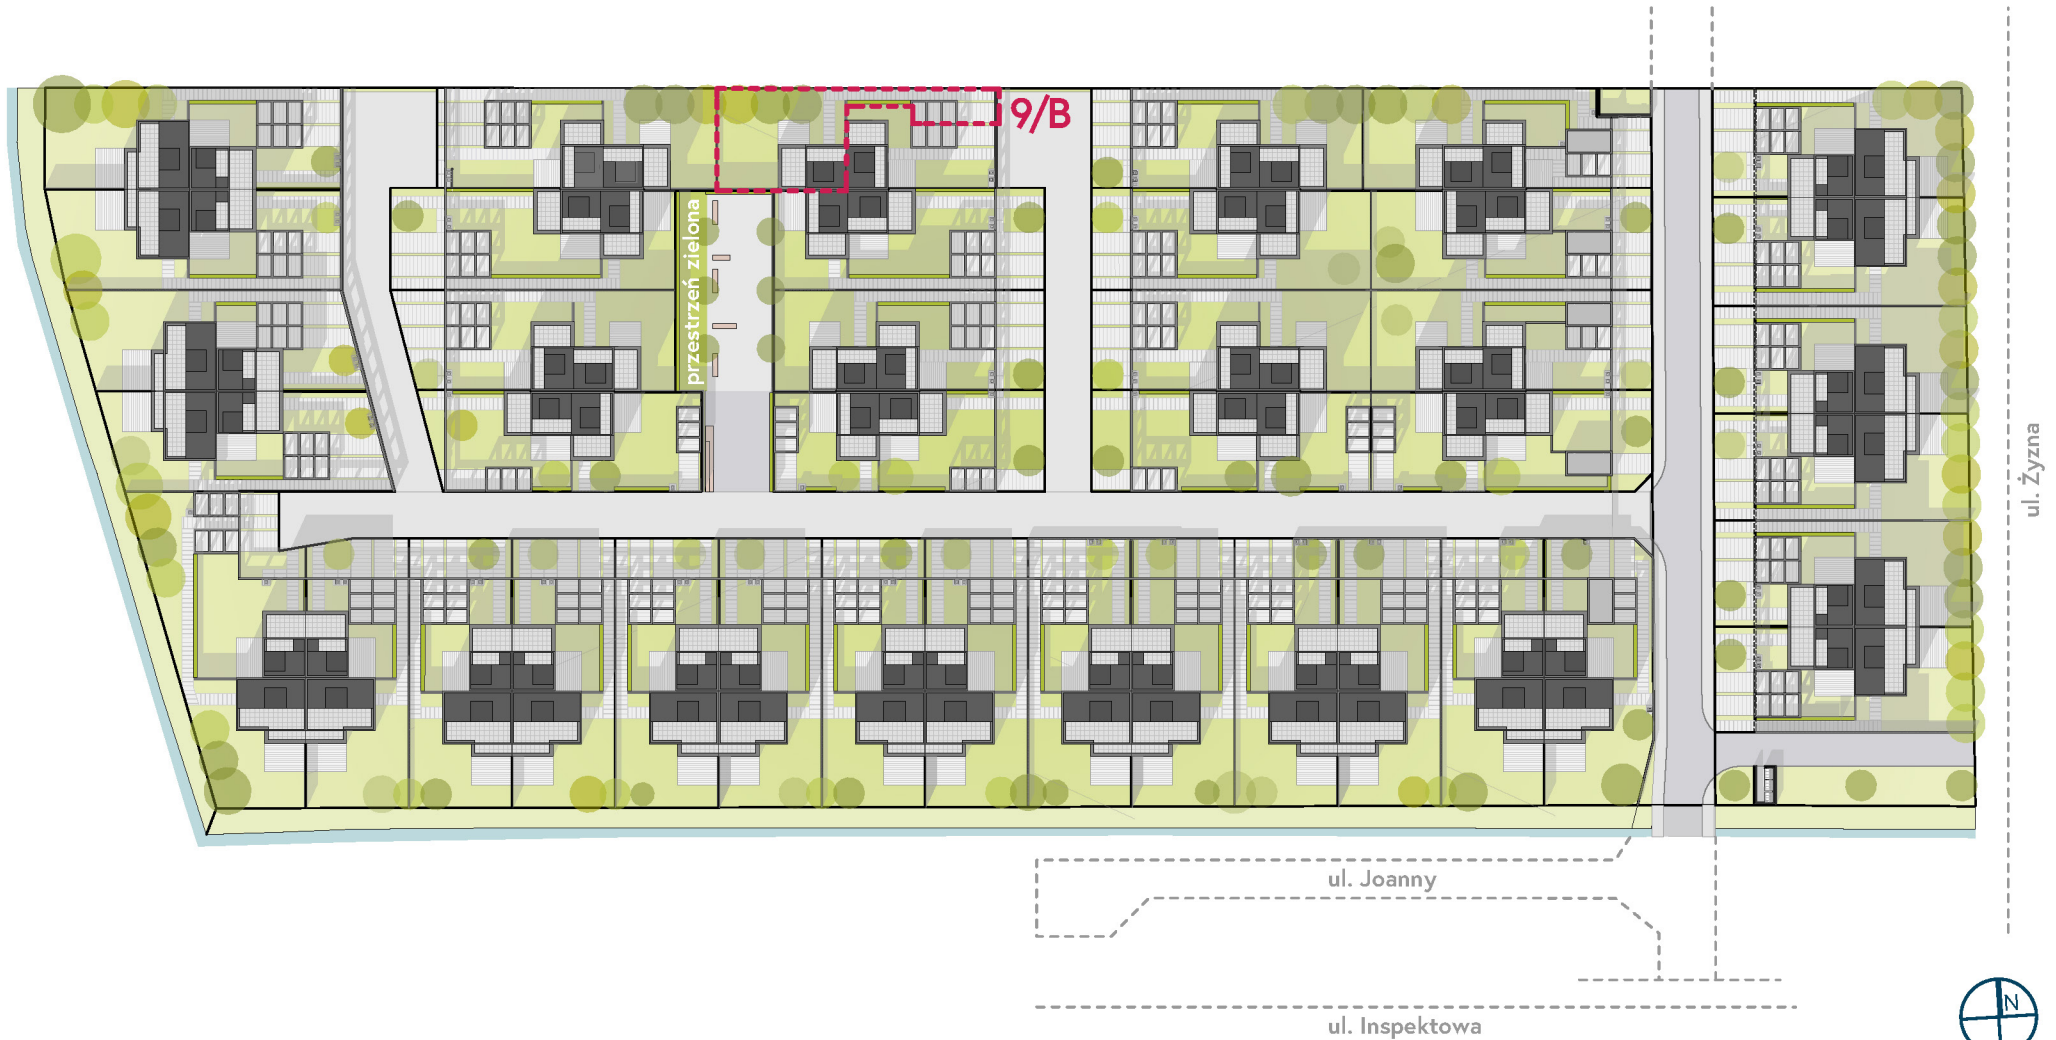 9/B
przestrzeń zielona
ul. Żyzna
ul. Joanny
ul. Inspektowa
N